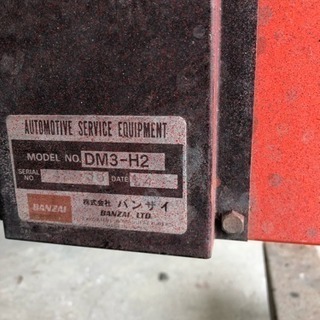 AUTOMOTIVE SERVICE EQUIPMENT
MODEL NO. DM3-H2
SERIAL NO DATE
BANZAI 株式会社 バンザイ
BANZAI, LTD.